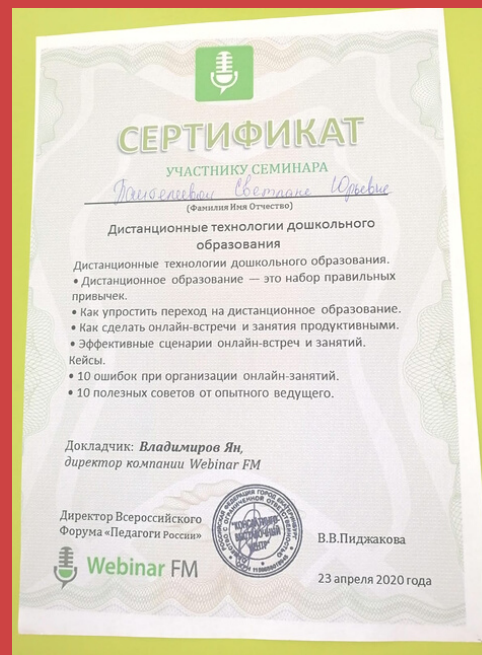 СЕРТИФИКАТ
УЧАСТНИКУ СЕМИНАРА
Светлане Юрьевне
(Фамилия Имя Отчество)
Дистанционные технологии дошкольного
образования
Дистанционные технологии дошкольного образования.
• Дистанционное образование — это набор правильных
привычек.
• Как упростить переход на дистанционное образование.
• Как сделать онлайн-встречи и занятия продуктивными.
• Эффективные сценарии онлайн-встреч и занятий.
Кейсы.
• 10 ошибок при организации онлайн-занятий.
• 10 полезных советов от опытного ведущего.
Докладчик: Владимиров Ян,
директор компании Webinar FM
Директор Всероссийского
Форума «Педагоги России»
В.В.Пиджакова
Webinar FM
23 апреля 2020 года